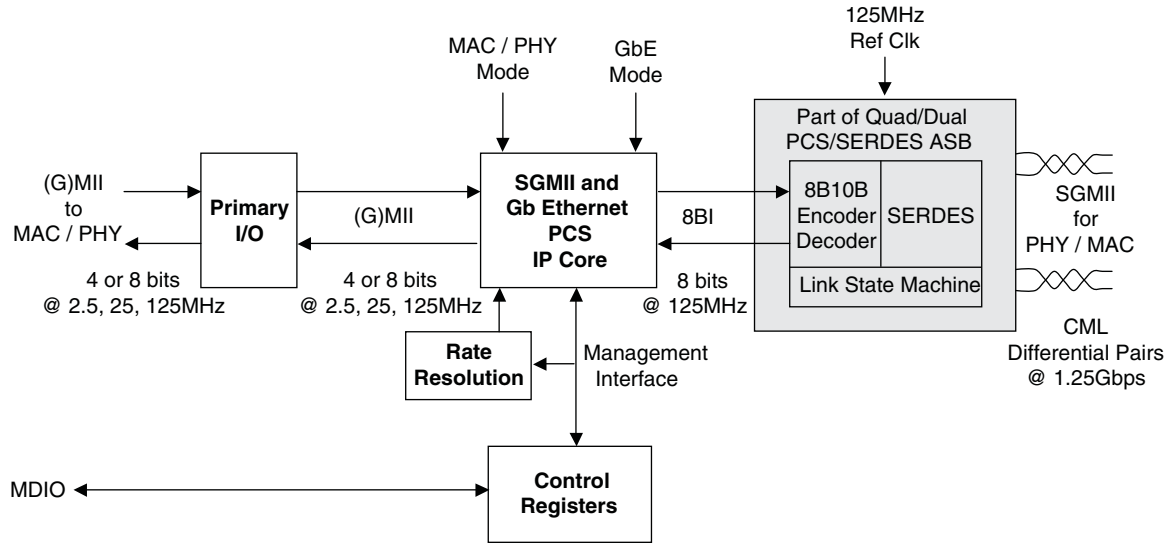 125MHz
Ref Clk
MAC / PHY
Mode
GbE
Mode
Part of Quad/Dual
PCS/SERDES ASB
(G)MII
to
MAC / PHY
Primary
I/O
(G)MII
SGMII and
Gb Ethernet
PCS
IP Core
8BI
8B10B
Encoder
Decoder
SERDES
Link State Machine
SGMII
for
PHY / MAC
4 or 8 bits
@ 2.5, 25, 125MHz
4 or 8 bits
@ 2.5, 25, 125MHz
8 bits
@ 125MHz
CML
Differential Pairs
@ 1.25Gbps
Rate
Resolution
Management
Interface
MDIO
Control
Registers